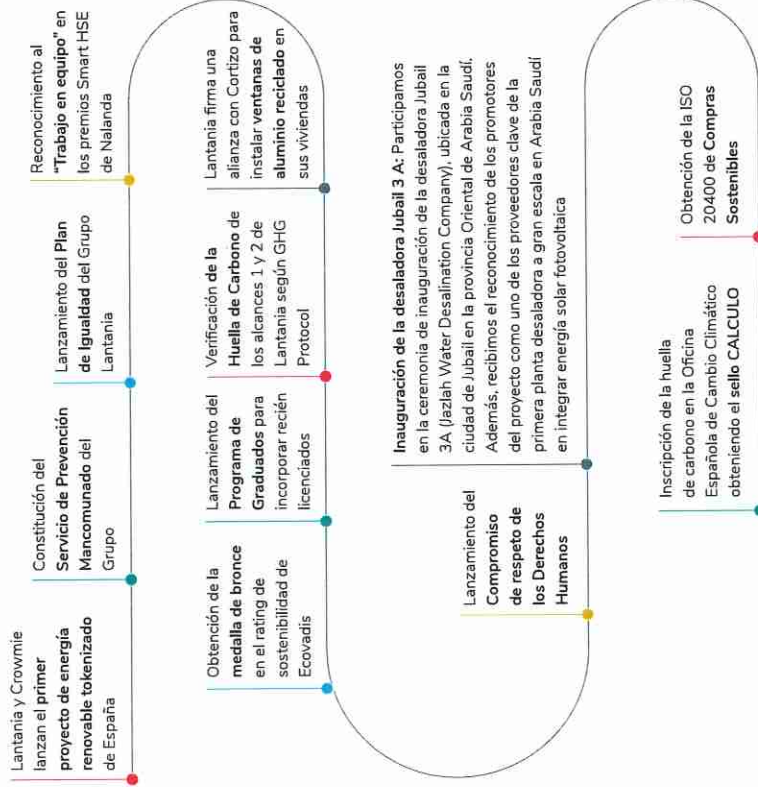 Lantania y Crowmie
lanzan el primer
proyecto de energía
renovable tokenizado
de España
Constitución del
Servicio de Prevención
Mancomunado del
Grupo
Lanzamiento del Plan
de Igualdad del Grupo
Lantania
Reconocimiento al
“Trabajo en equipo” en
los premios Smart HSE
de Nalanda
Obtención de la
medalla de bronce
en el rating de
sostenibilidad de
Ecovadis
Lanzamiento del
Programa de
Graduados para
incorporar recién
licenciados
Verificación de la
Huella de Carbono de
los alcances 1 y 2 de
Lantania según GHG
Protocol
Lantania firma una
alianza con Cortizo para
instalar ventanas de
aluminio reciclado en
sus viviendas
Lanzamiento del
Compromiso
de respeto de
los Derechos
Humanos
Inauguración de la desaladora Jubail 3 A: Participamos
en la ceremonia de inauguración de la desaladora Jubail
3A (Jazlah Water Desalination Company), ubicada en la
ciudad de Jubail en la provincia Oriental de Arabia Saudí.
Además, recibimos el reconocimiento de los promotores
del proyecto como uno de los proveedores clave de la
primera planta desaladora a gran escala en Arabia Saudí
en integrar energía solar fotovoltaica
Inscripción de la huella
de carbono en la Oficina
Española de Cambio Climático
obteniendo el sello CALCULO
Obtención de la ISO
20400 de Compras
Sostenibles